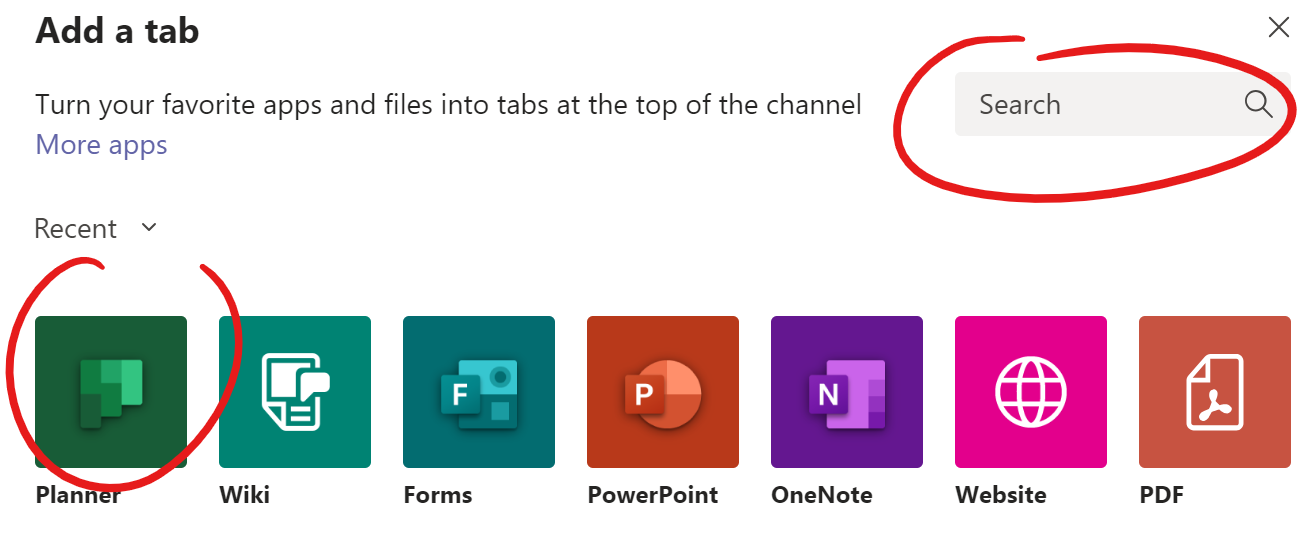 Add a tab
Turn your favorite apps and files into tabs at the top of the channel
More apps
Search
Recent
F
P
N
Planner
Wiki
Forms
PowerPoint
OneNote
Website
PDF